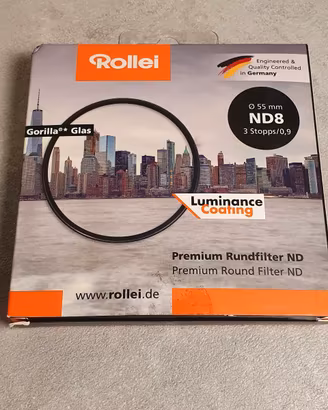 Rollei
Engineered &
Quality Controlled
in Germany
Ø 55 mm
ND8
3 Stopps/0,9
Gorilla®* Glas
Luminance
Coating
Premium Rundfilter ND
Premium Round Filter ND
www.rollei.de